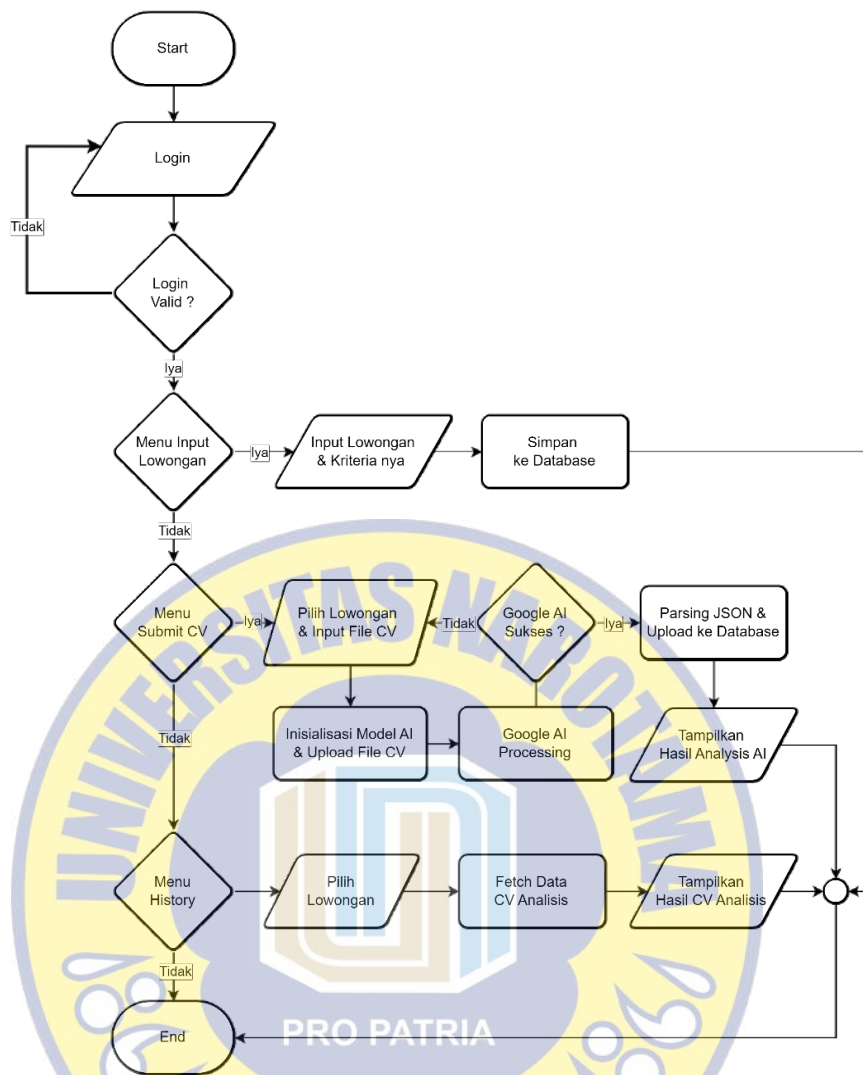 Start
Login
Tidak
Login
Valid ?
Iya
Menu Input
Lowongan
Iya
Input Lowongan
& Kriteria nya
Simpan
ke Database
Tidak
Menu
Submit CV
Iya
Pilih Lowongan
& Input File CV
Tidak
Google AI
Sukses ?
Iya
Parsing JSON &
Upload ke Database
Tidak
Inisialisasi Model AI
& Upload File CV
Google AI
Processing
Tampilkan
Hasil Analysis AI
Menu
History
Pilih
Lowongan
Fetch Data
CV Analisis
Tampilkan
Hasil CV Analisis
Tidak
End
UNIVERSITAS NAROTAMA
PRO PATRIA